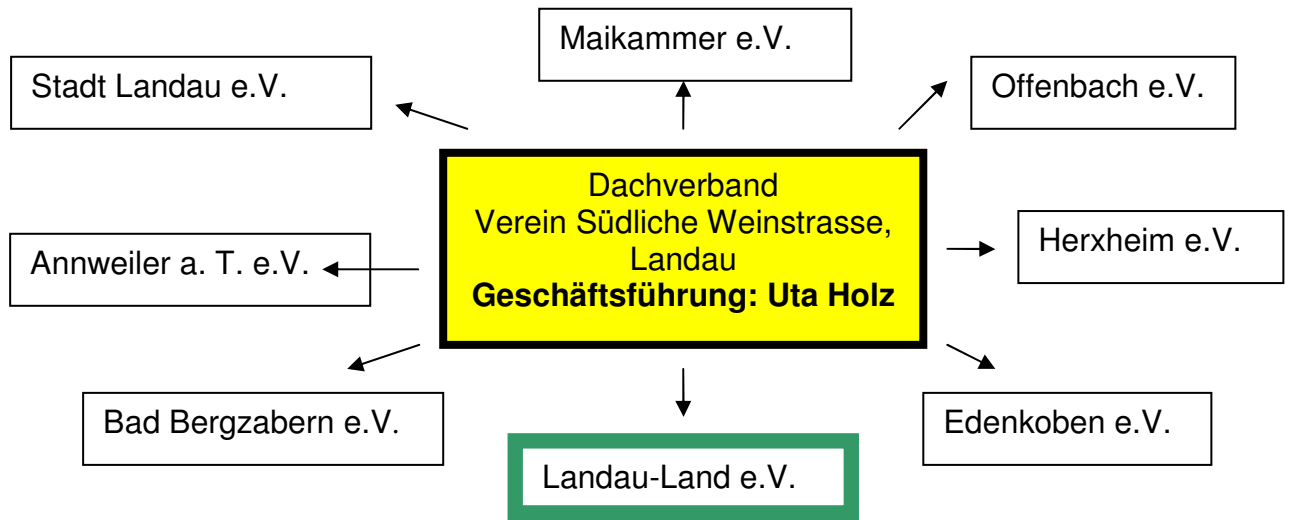 Maikammer e.V.
Stadt Landau e.V.
Offenbach e.V.
Dachverband
Verein Südliche Weinstrasse,
Landau
Geschäftsführung: Uta Holz
Annweiler a. T. e.V.
Herxheim e.V.
Bad Bergzabern e.V.
Edenkoben e.V.
Landau-Land e.V.